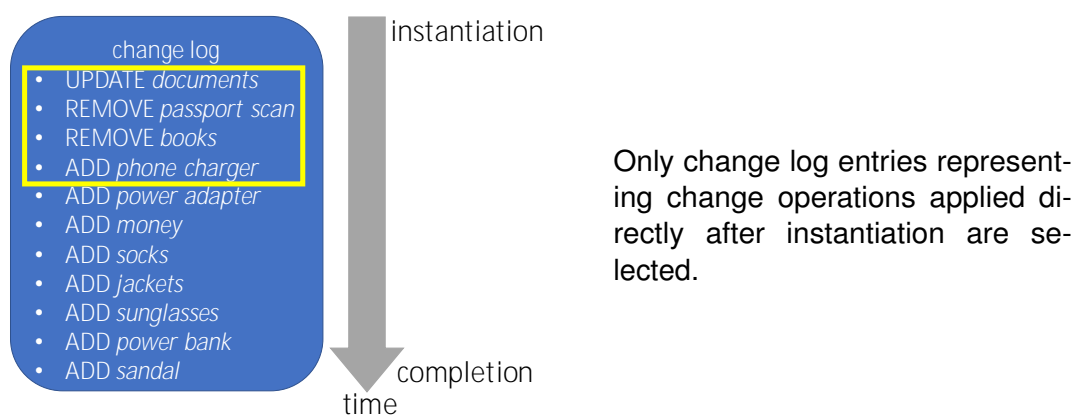 change log
• UPDATE documents
• REMOVE passport scan
• REMOVE books
• ADD phone charger
• ADD power adapter
• ADD money
• ADD socks
• ADD jackets
• ADD sunglasses
• ADD power bank
• ADD sandal
instantiation
completion
time
Only change log entries represent-
ing change operations applied di-
rectly after instantiation are se-
lected.